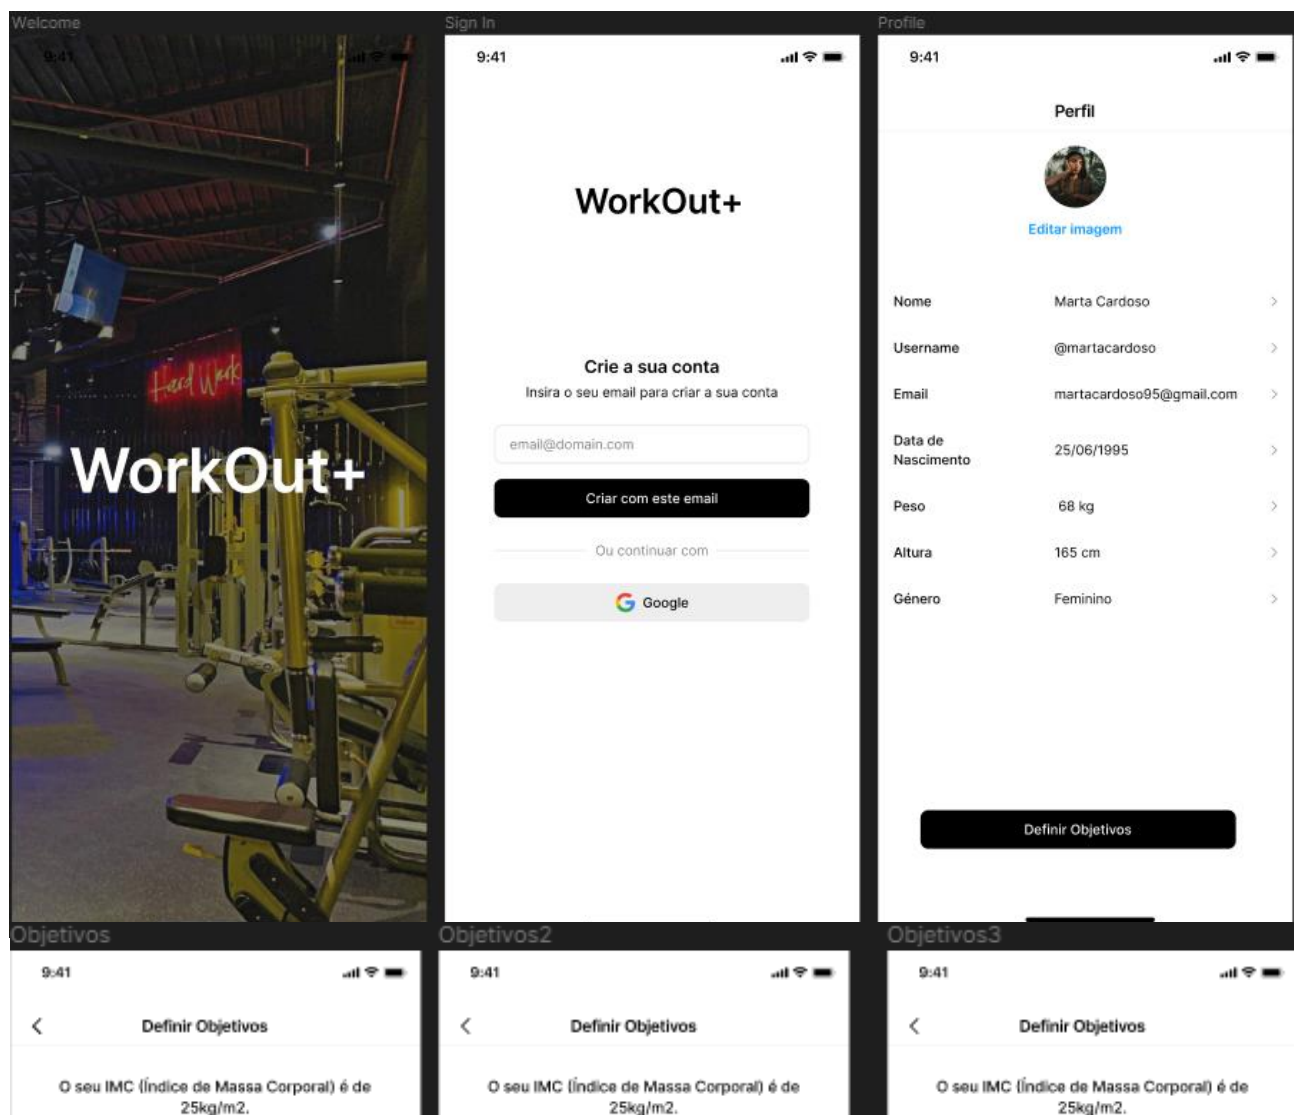 Welcome
9:41
Hard Work
WorkOut+
Sign In
9:41
WorkOut+
Crie a sua conta
Insira o seu email para criar a sua conta
email@domain.com
Criar com este email
Ou continuar com
Google
Profile
9:41
Perfil
Editar imagem
Nome Marta Cardoso
Username @martacardoso
Email martacardoso95@gmail.com
Data de
Nascimento 25/06/1995
Peso 68 kg
Altura 165 cm
Género Feminino
Definir Objetivos
Objetivos
9:41
Definir Objetivos
O seu IMC (Índice de Massa Corporal) é de
25kg/m2.
Objetivos2
9:41
Definir Objetivos
O seu IMC (Índice de Massa Corporal) é de
25kg/m2.
Objetivos3
9:41
Definir Objetivos
O seu IMC (Índice de Massa Corporal) é de
25kg/m2.